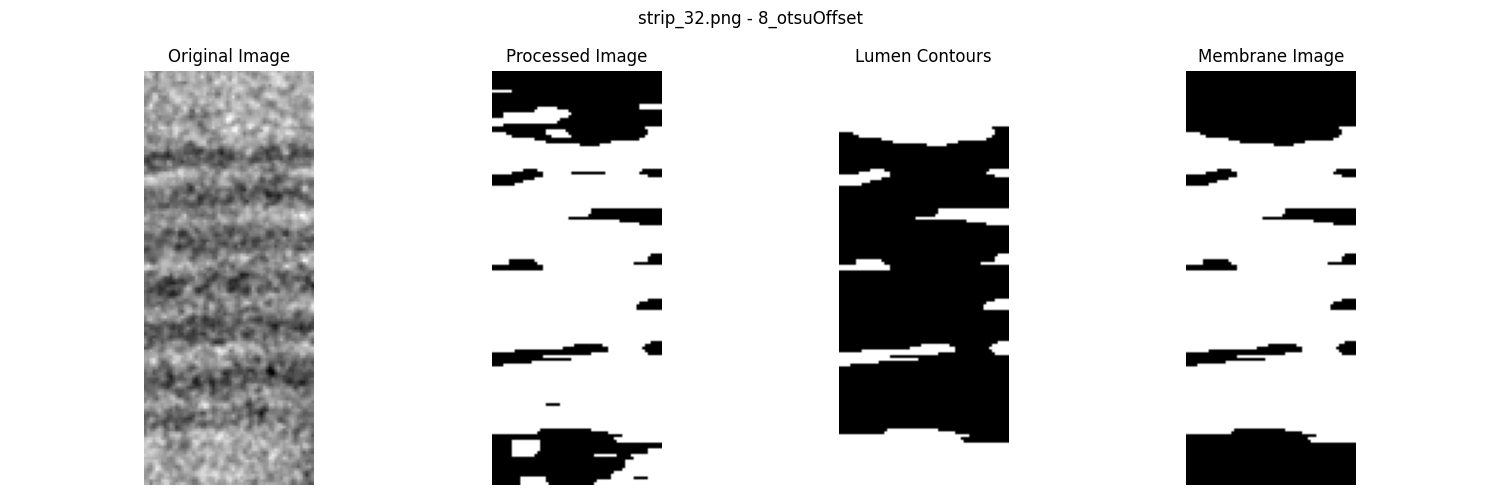 strip_32.png - 8_otsuOffset
Original Image
Processed Image
Lumen Contours
Membrane Image